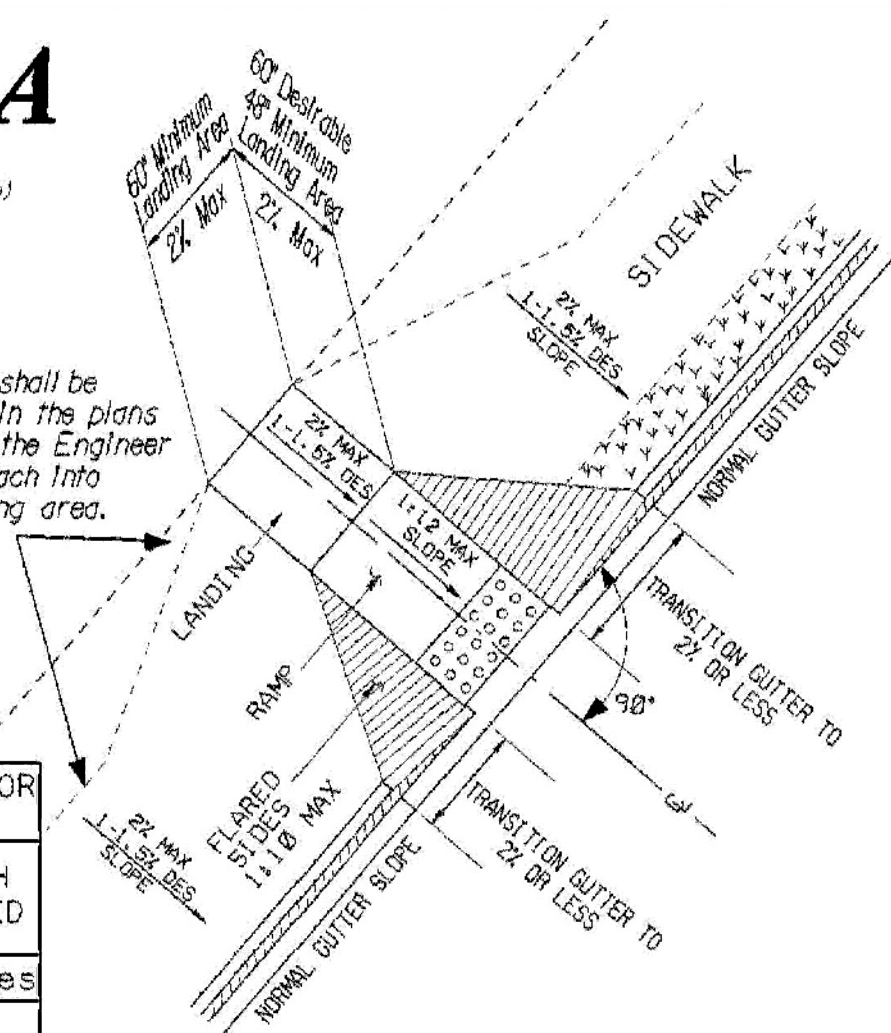 A
60" Minimum
Landing Area
2% Max
60" Desirable
48" Minimum
Landing Area
2% Max
SIDEWALK
2% MAX
1-1.5% DES
SLOPE
shall be
in the plans
the Engineer
ach into
ng area.
2% MAX
1-1.5% DES
1:12 MAX
SLOPE
NORMAL GUTTER SLOPE
LANDING
RAMP
TRANSITION GUTTER TO
2% OR LESS
90°
FLARED
SIDES
1:10 MAX
OR
H
ED
es
2% MAX
1-1.5% DES
SLOPE
TRANSITION GUTTER TO
2% OR LESS
NORMAL GUTTER SLOPE